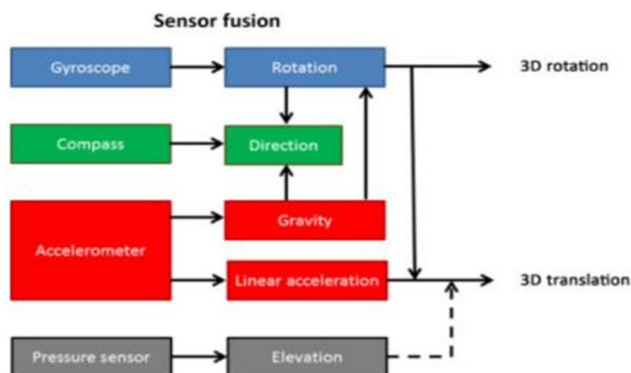 Sensor fusion
Gyroscope
Rotation
3D rotation
Compass
Direction
Accelerometer
Gravity
Linear acceleration
3D translation
Pressure sensor
Elevation